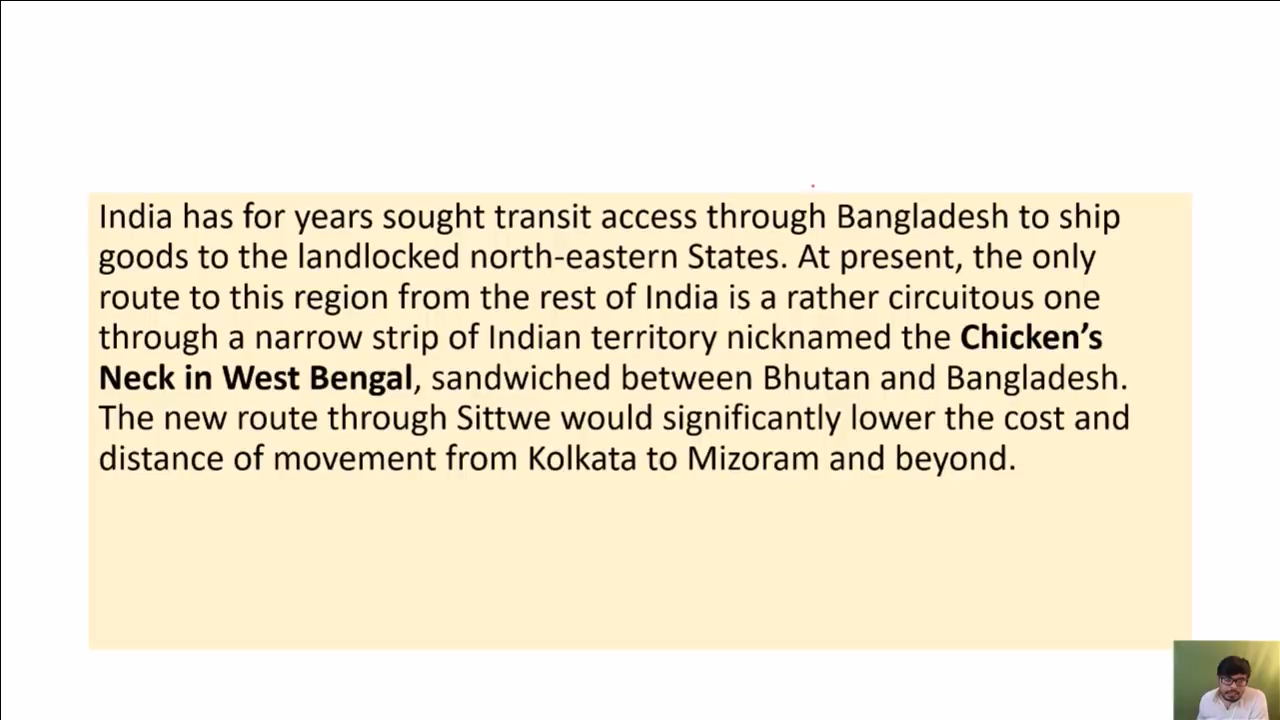 India has for years sought transit access through Bangladesh to ship
goods to the landlocked north-eastern States. At present, the only
route to this region from the rest of India is a rather circuitous one
through a narrow strip of Indian territory nicknamed the Chicken’s
Neck in West Bengal, sandwiched between Bhutan and Bangladesh.
The new route through Sittwe would significantly lower the cost and
distance of movement from Kolkata to Mizoram and beyond.